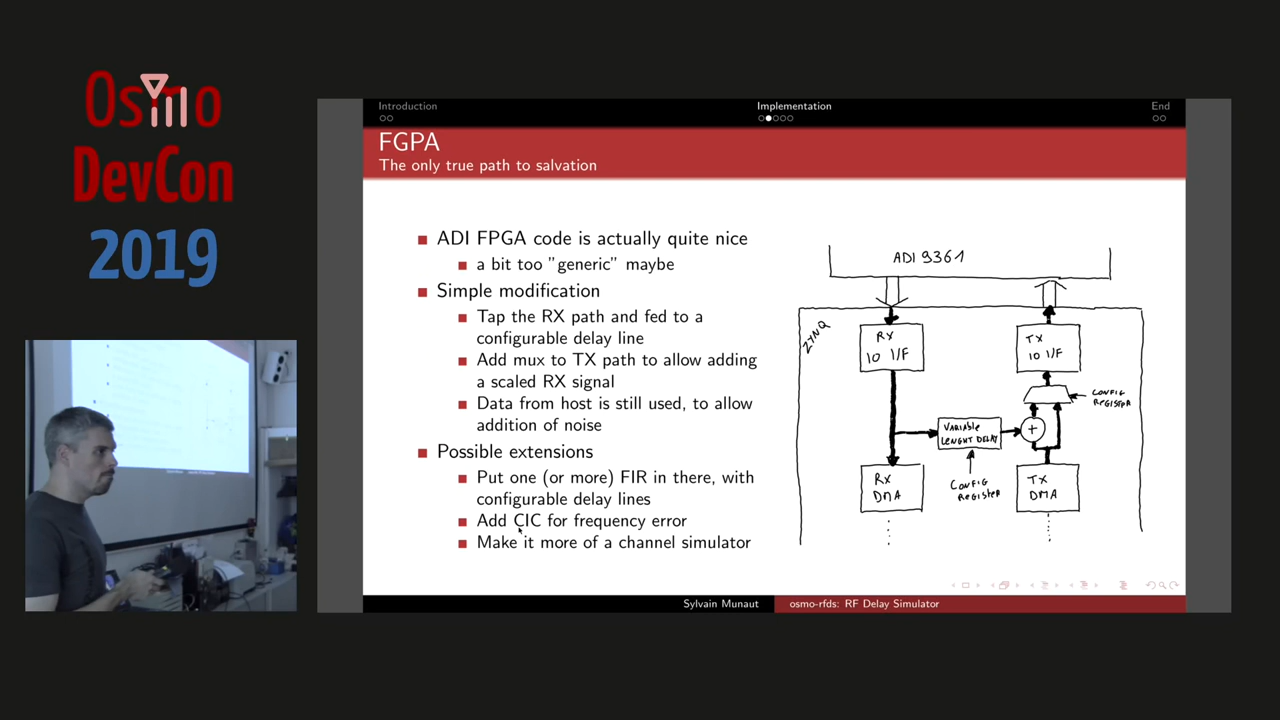 Osmo
DevCon
2019
Introduction
Implementation
End
FGPA
The only true path to salvation
ADI FPGA code is actually quite nice
a bit too "generic" maybe
Simple modification
Tap the RX path and fed to a
configurable delay line
Add mux to TX path to allow adding
a scaled RX signal
Data from host is still used, to allow
addition of noise
Possible extensions
Put one (or more) FIR in there, with
configurable delay lines
Add CIC for frequency error
Make it more of a channel simulator
ADI 9361
ZYNQ
RX
IO I/F
TX
IO I/F
CONFIG
REGISTER
VARIABLE
LENGHT DELAY
+
RX
DMA
CONFIG
REGISTER
TX
DMA
Sylvain Munaut
osmo-rfds: RF Delay Simulator